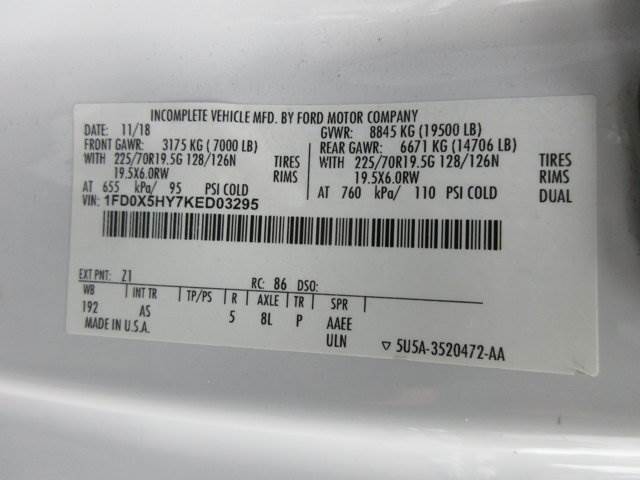 INCOMPLETE VEHICLE MFD. BY FORD MOTOR COMPANY
DATE: 11/18 GVWR: 8845 KG (19500 LB)
FRONT GAWR: 3175 KG (7000 LB) REAR GAWR: 6671 KG (14706 LB)
WITH 225/70R19.5G 128/126N TIRES WITH 225/70R19.5G 128/126N TIRES
19.5X6.0RW RIMS 19.5X6.0RW RIMS
AT 655 kPa/ 95 PSI COLD AT 760 kPa/ 110 PSI COLD DUAL
VIN: 1FD0X5HY7KED03295
EXT PNT: Z1 RC: 86 DSO:
WB INT TR TP/PS R AXLE TR SPR
192 AS 5 8L P AAEE
MADE IN U.S.A. ULN ▽ 5U5A-3520472-AA